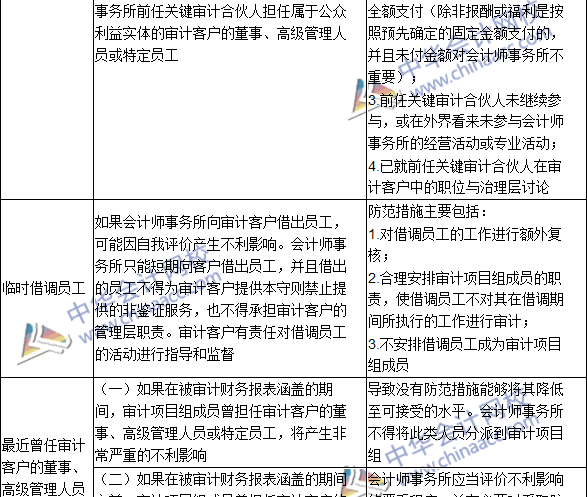 事务所前任关键审计合伙人担任属于公众
利益实体的审计客户的董事、高级管理人
员或特定员工
全额支付（除非报酬或福利是按
照预先确定的固定金额支付的，
并且未付金额对会计师事务所不
重要）；
3.前任关键审计合伙人未继续参
与，或在外界看来未参与会计师
事务所的经营活动或专业活动；
4.已就前任关键审计合伙人在审
计客户中的职位与治理层讨论
临时借调员工
如果会计师事务所向审计客户借出员工，
可能因自我评价产生不利影响。会计师事
务所只能短期向客户借出员工，并且借出
的员工不得为审计客户提供本守则禁止提
供的非鉴证服务，也不得承担审计客户的
管理层职责。审计客户有责任对借调员工
的活动进行指导和监督
防范措施主要包括：
1.对借调员工的工作进行额外复
核；
2.合理安排审计项目组成员的职
责，使借调员工不对其在借调期
间所执行的工作进行审计；
3.不安排借调员工成为审计项目
组成员
最近曾任审计
客户的董事、
高级管理人员
（一）如果在被审计财务报表涵盖的期
间，审计项目组成员曾担任审计客户的董
事、高级管理人员或特定员工，将产生非
常严重的不利影响
导致没有防范措施能够将其降低
至可接受的水平。会计师事务所
不得将此类人员分派到审计项目
组
（二）如果在被审计财务报表涵盖的期间
会计师事务所应当评价不利影响
中华会计网校
www.chinaacc.com
中华会计网校
www.chinaacc.com
中华会计网校